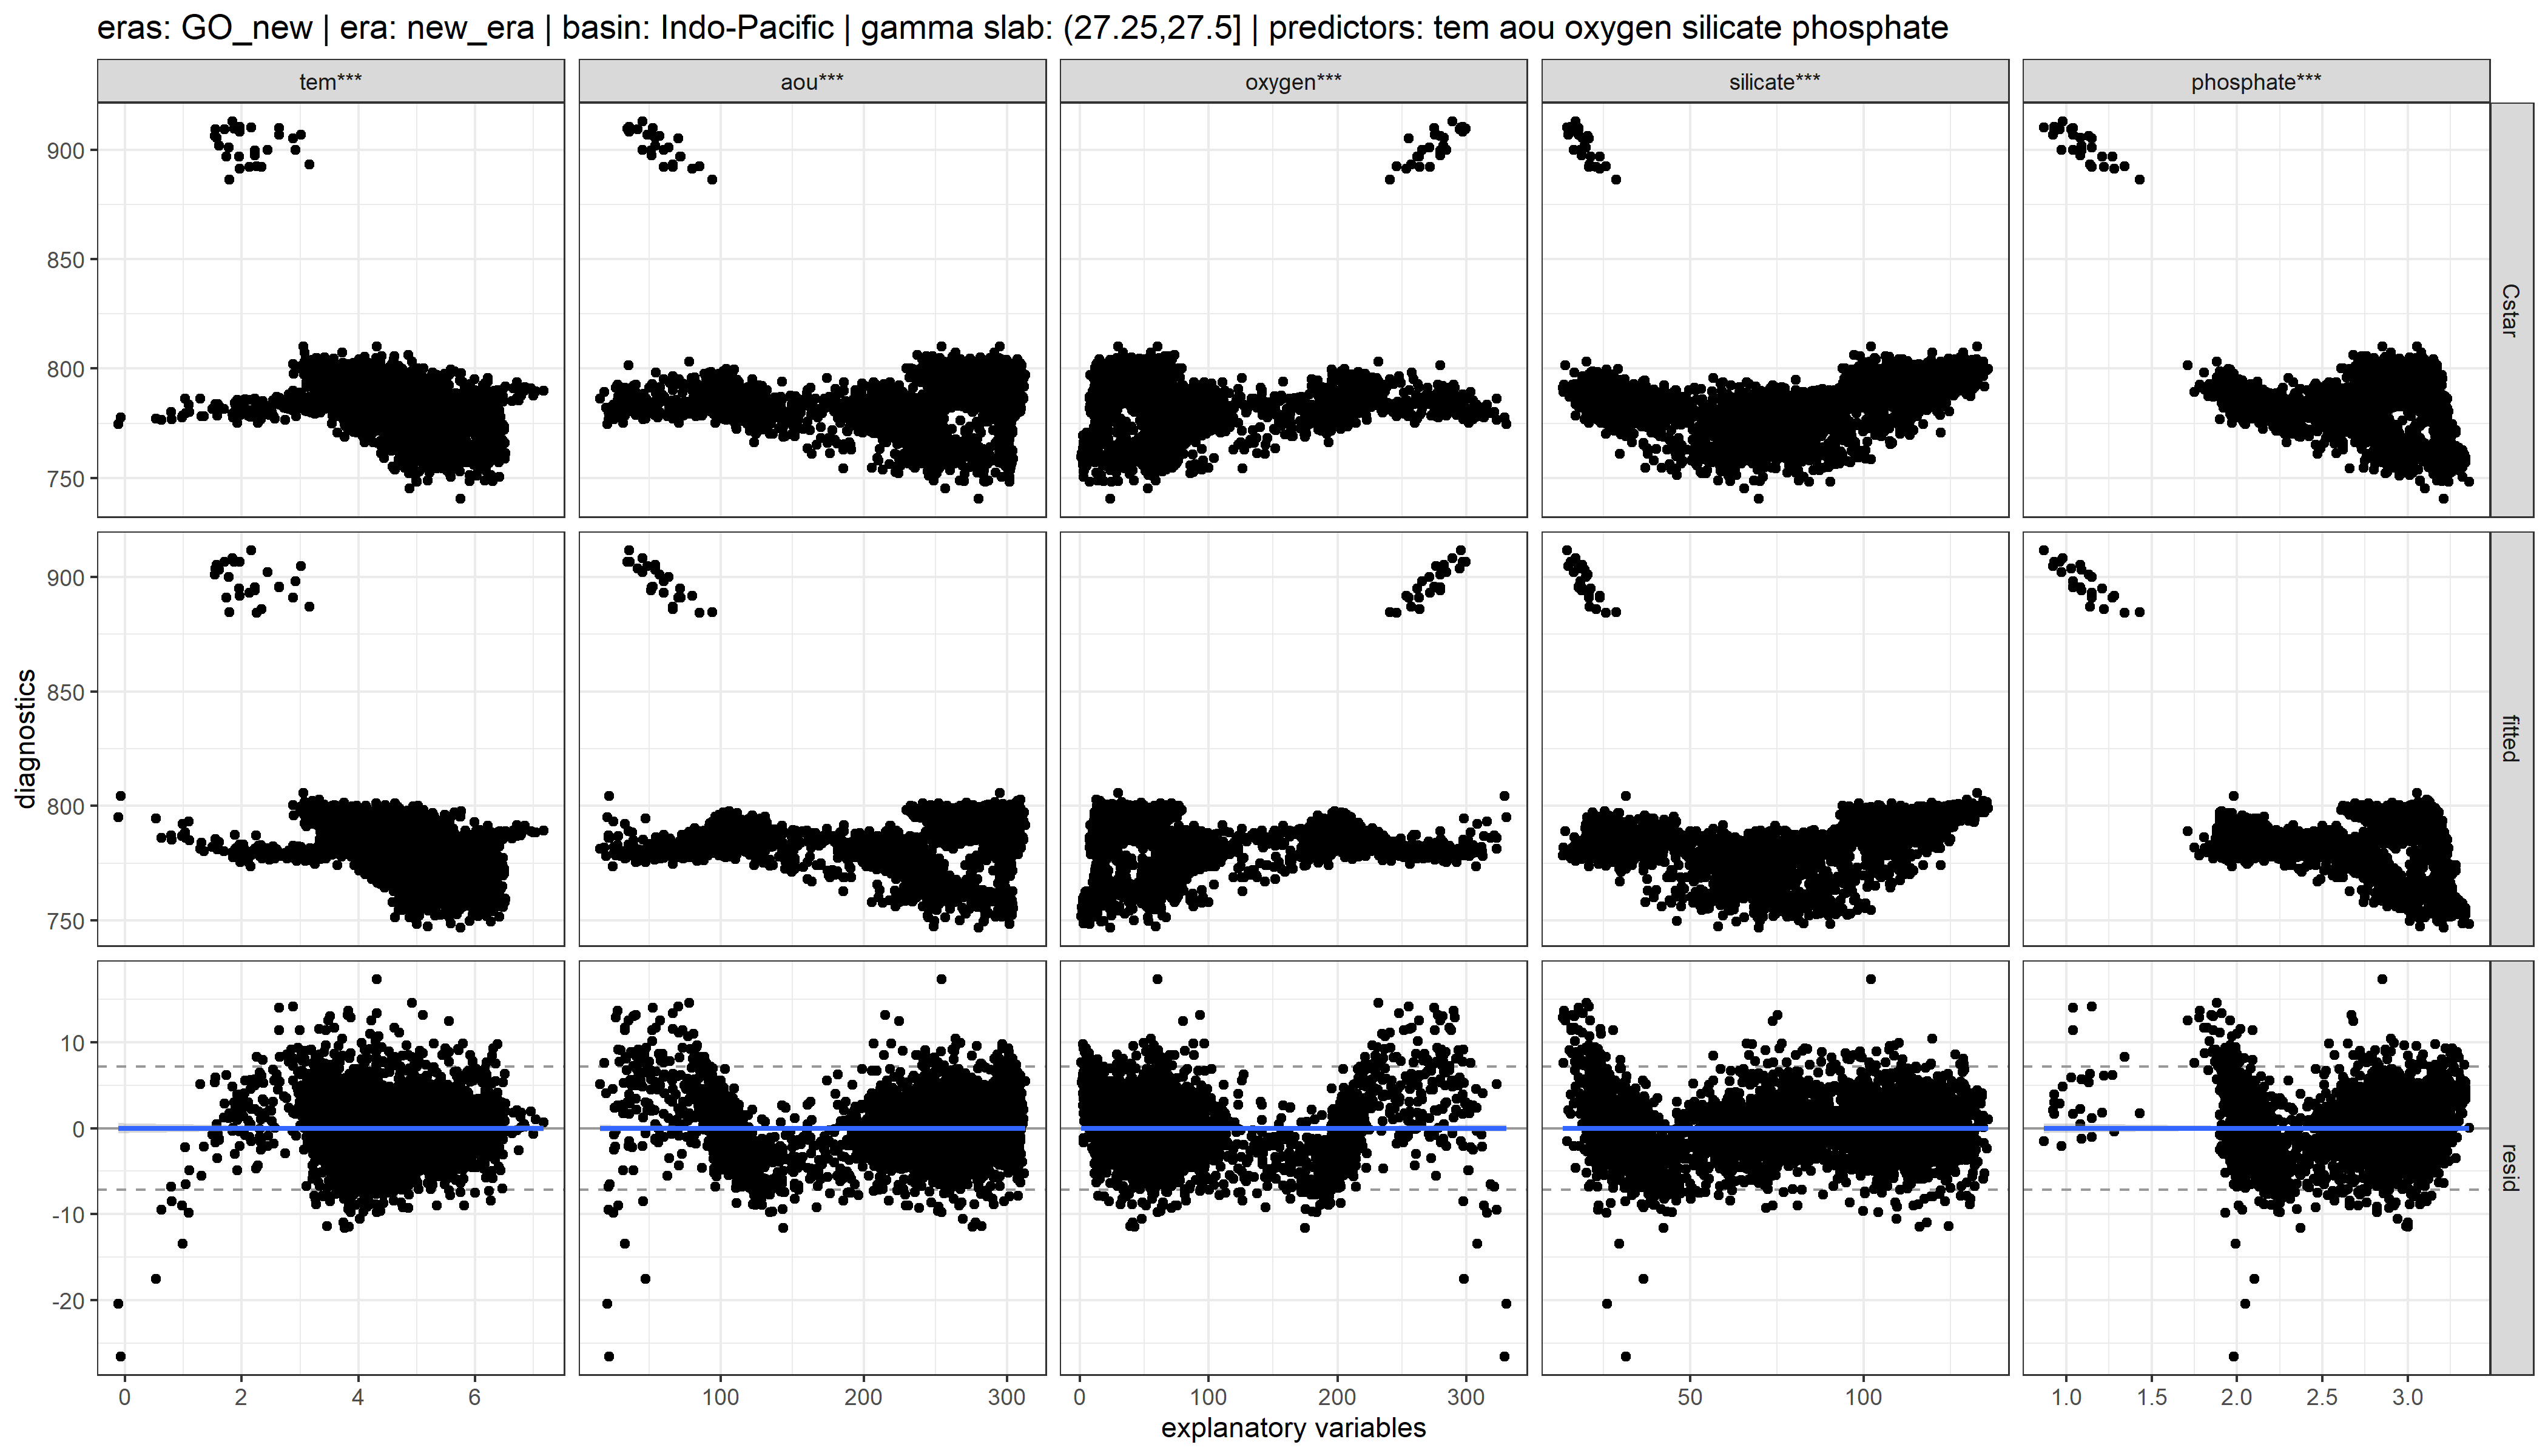 eras: GO_new | era: new_era | basin: Indo-Pacific | gamma slab: (27.25,27.5] | predictors: tem aou oxygen silicate phosphate
tem***
aou***
oxygen***
silicate***
phosphate***
900
850
800
750
Cstar
900
850
800
750
fitted
10
0
-10
-20
resid
diagnostics
0 2 4 6
100 200 300
0 100 200 300
50 100
1.0 1.5 2.0 2.5 3.0
explanatory variables